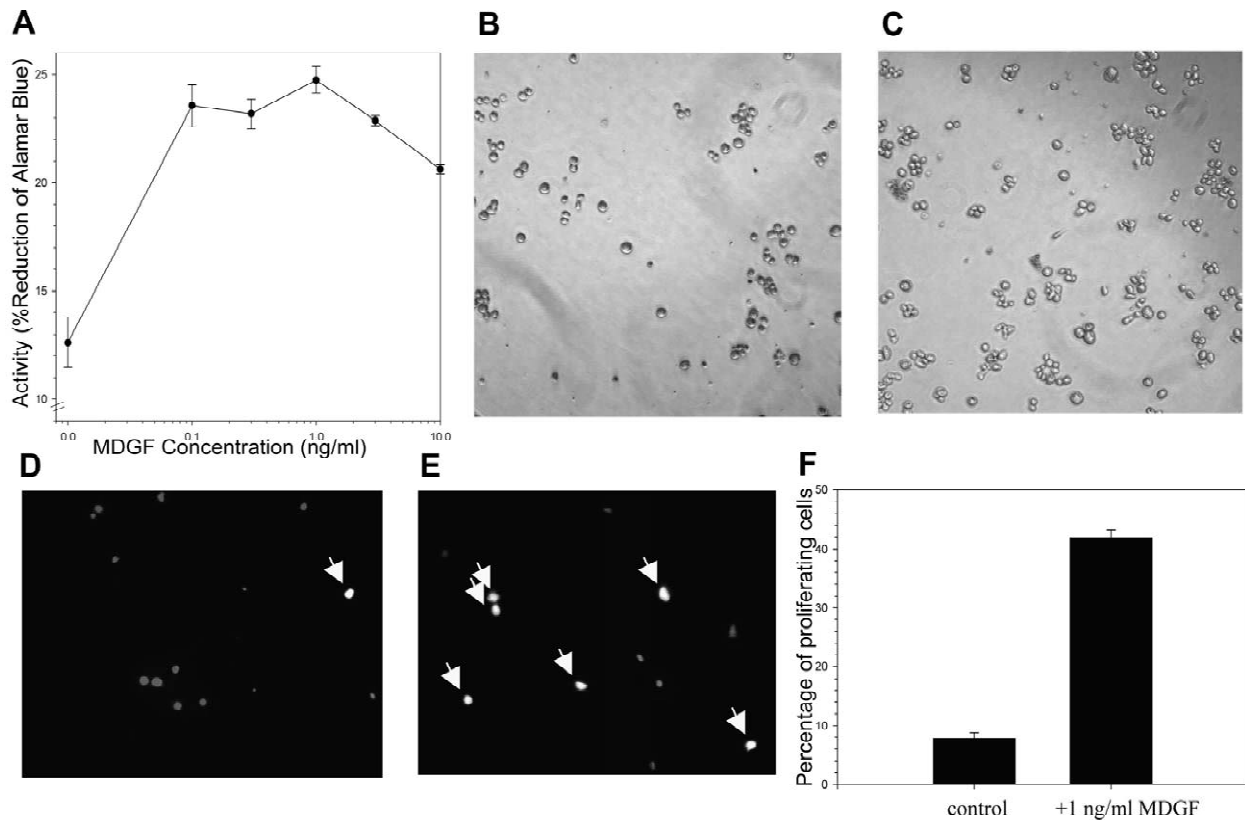 A
B
C
Activity (%Reduction of Alamar Blue)
25
20
15
10
0.0
0.1
1.0
10.0
MDGF Concentration (ng/ml)
D
E
F
Percentage of proliferating cells
50
40
30
20
10
0
control
+1 ng/ml MDGF